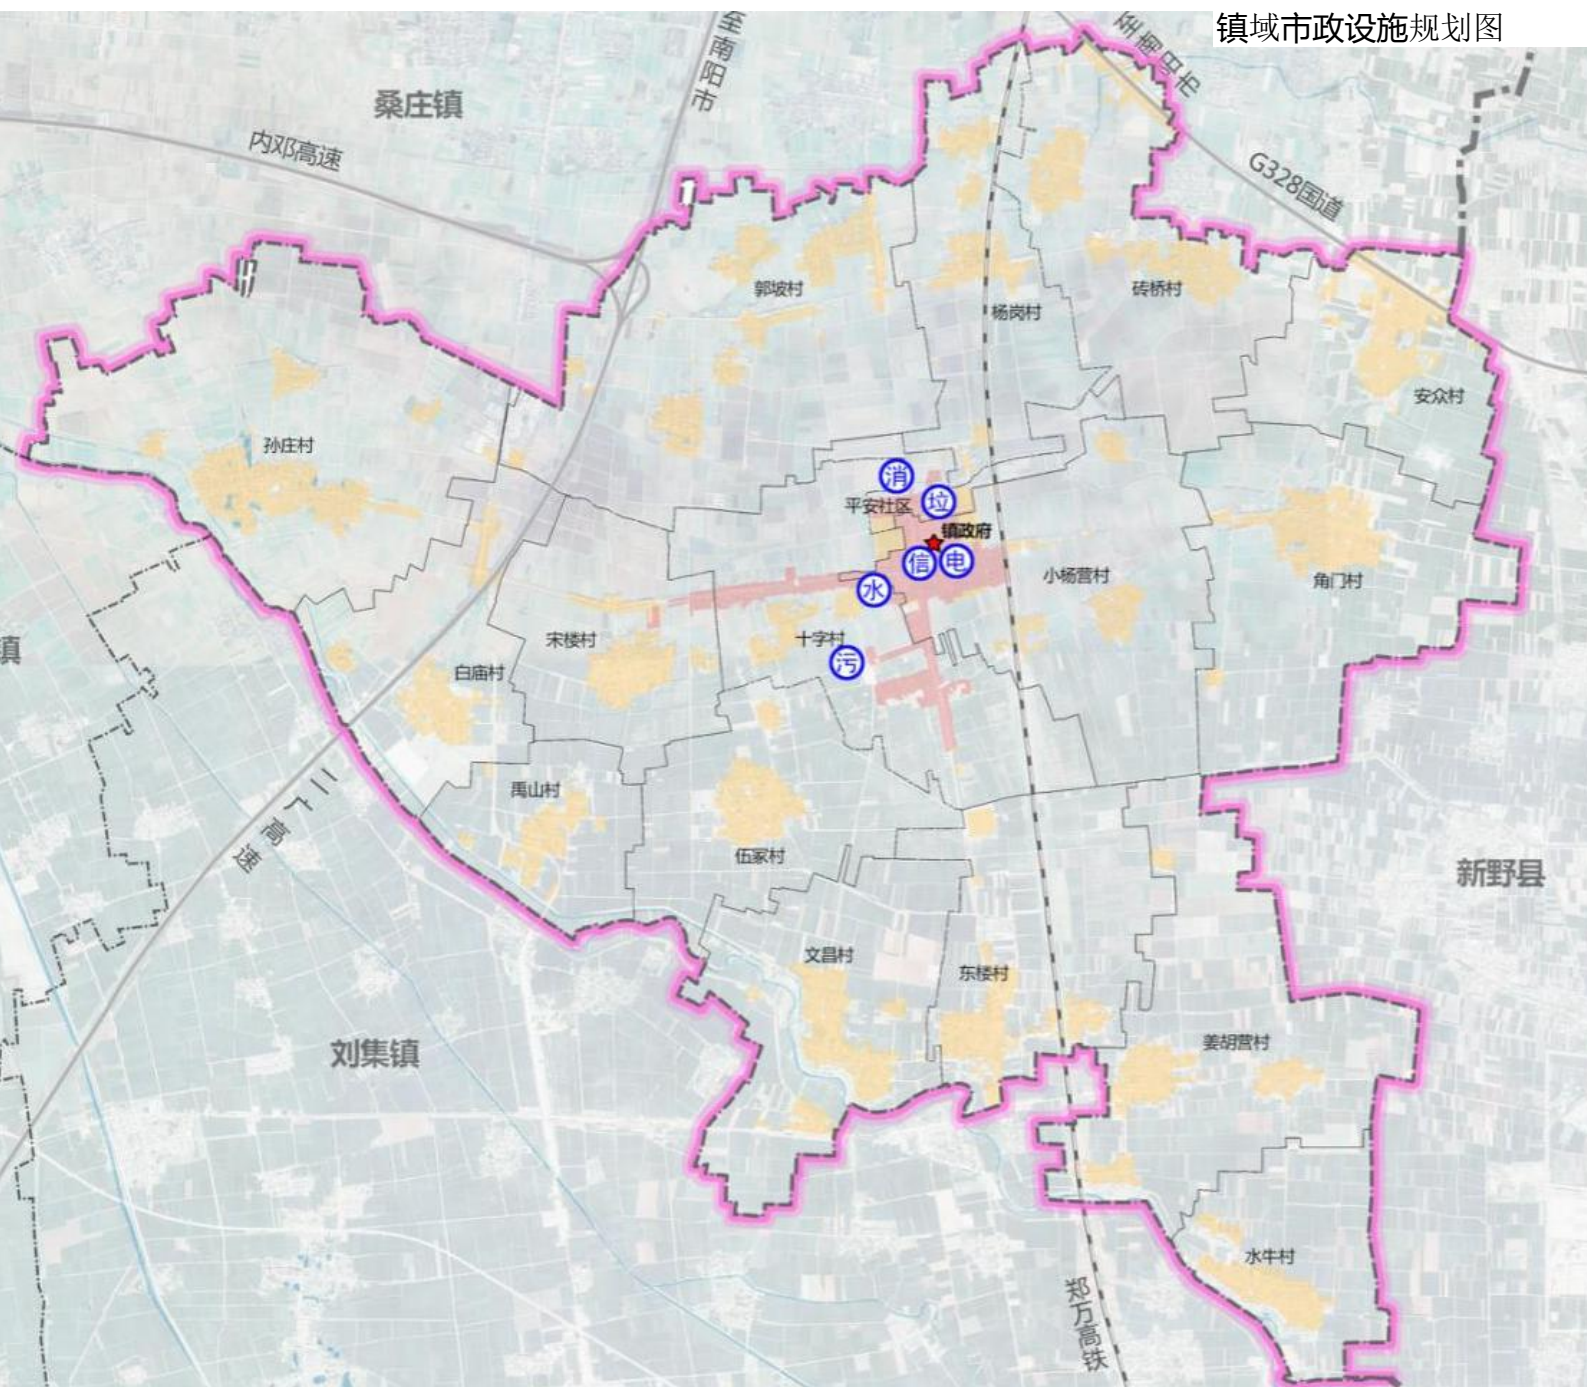 镇域市政设施规划图
至南阳市
桑庄镇
内邓高速
G328国道
郭坡村
砖桥村
杨岗村
安众村
孙庄村
消
垃
平安社区
镇政府
信
电
小杨营村
角门村
水
宋楼村
十字村
镇
污
白庙村
二广高速
禹山村
伍冢村
新野县
文昌村
东楼村
姜胡营村
刘集镇
水牛村
郑万高铁